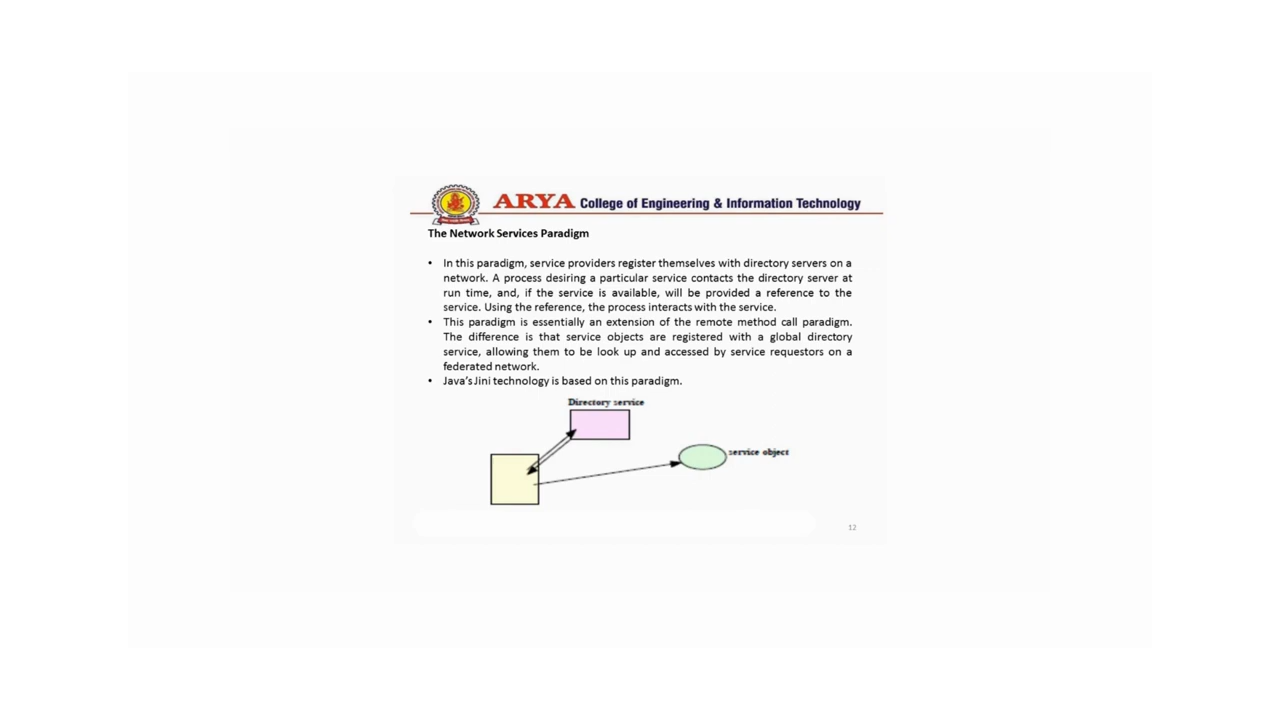 ARYA College of Engineering & Information Technology
The Network Services Paradigm
• In this paradigm, service providers register themselves with directory servers on a
network. A process desiring a particular service contacts the directory server at
run time, and, if the service is available, will be provided a reference to the
service. Using the reference, the process interacts with the service.
• This paradigm is essentially an extension of the remote method call paradigm.
The difference is that service objects are registered with a global directory
service, allowing them to be look up and accessed by service requestors on a
federated network.
• Java's Jini technology is based on this paradigm.
Directory service
service object
12